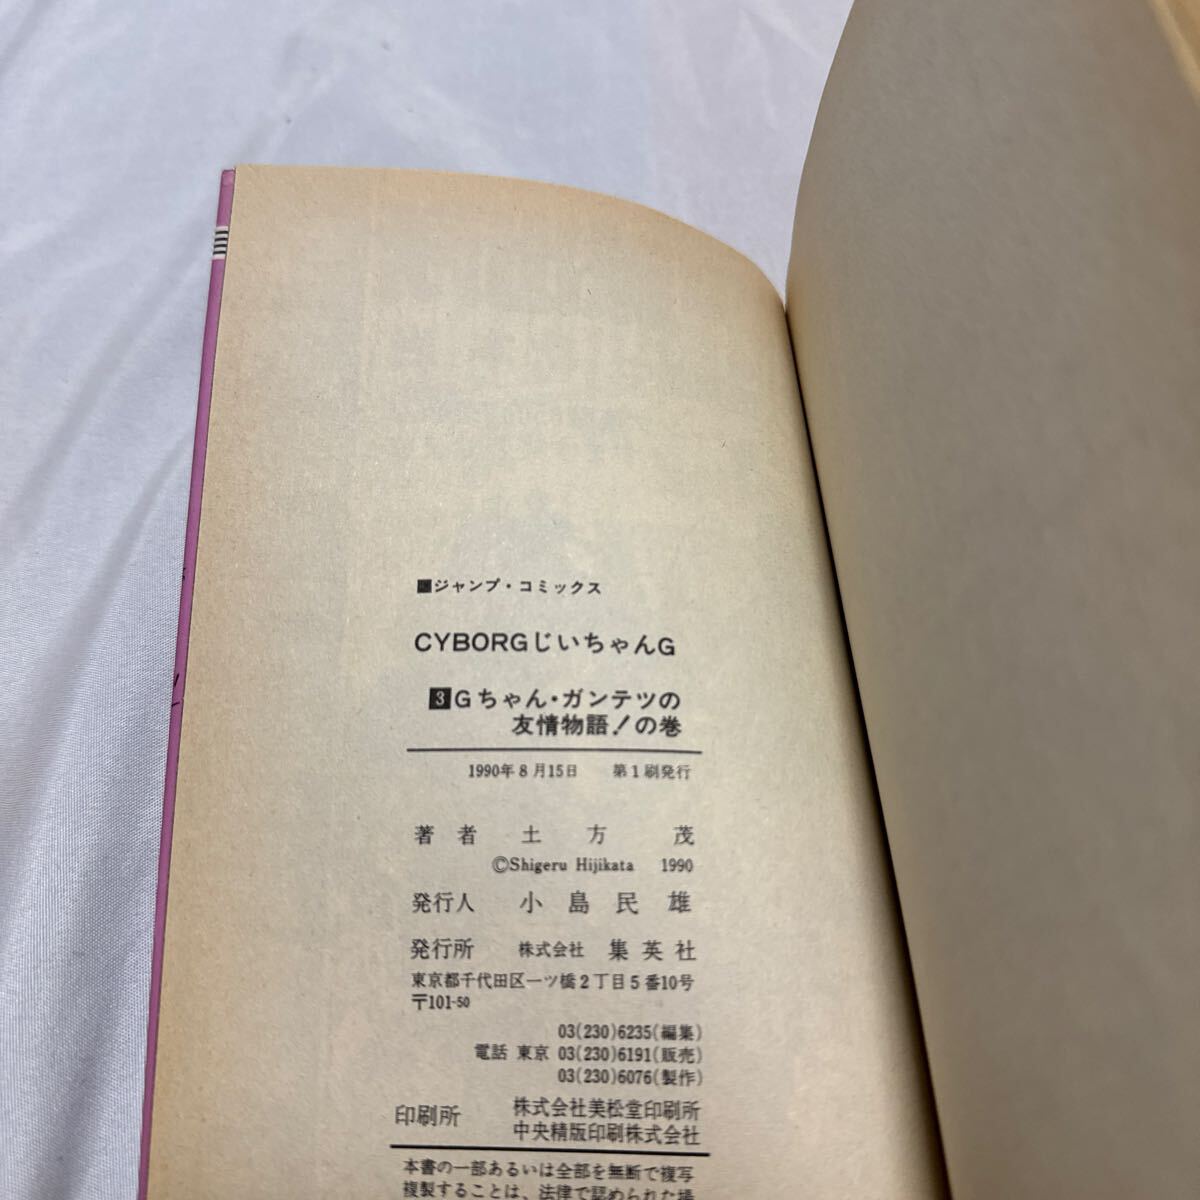 ■ジャンプ・コミックス
CYBORGじいちゃんG
3 Gちゃん・ガンテツの
友情物語!の巻
1990年8月15日 第1刷発行
著者 土方茂
©Shigeru Hijikata 1990
発行人 小島民雄
発行所 株式会社 集英社
東京都千代田区一ツ橋2丁目5番10号
〒101-50
03(230)6235(編集)
電話 東京 03(230)6191(販売)
03(230)6076(製作)
印刷所 株式会社美松堂印刷所
中央精版印刷株式会社
本書の一部あるいは全部を無断で複写
複製することは、法律で認められた場